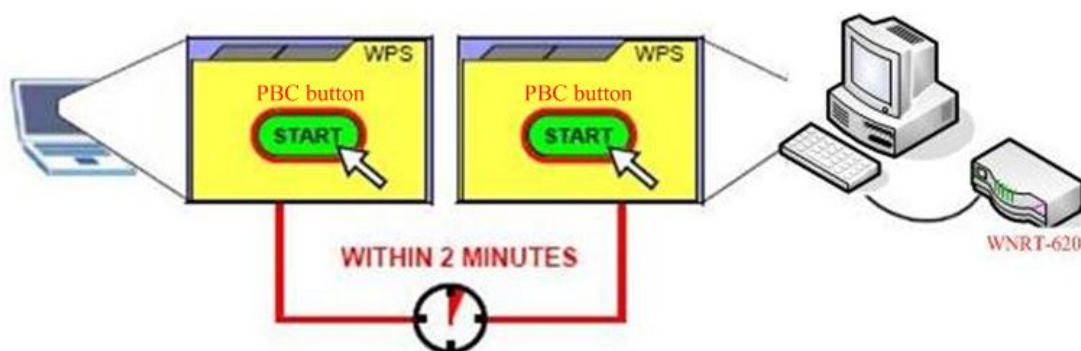 WPS
PBC button
START
WPS
PBC button
START
WITHIN 2 MINUTES
WNRT-620